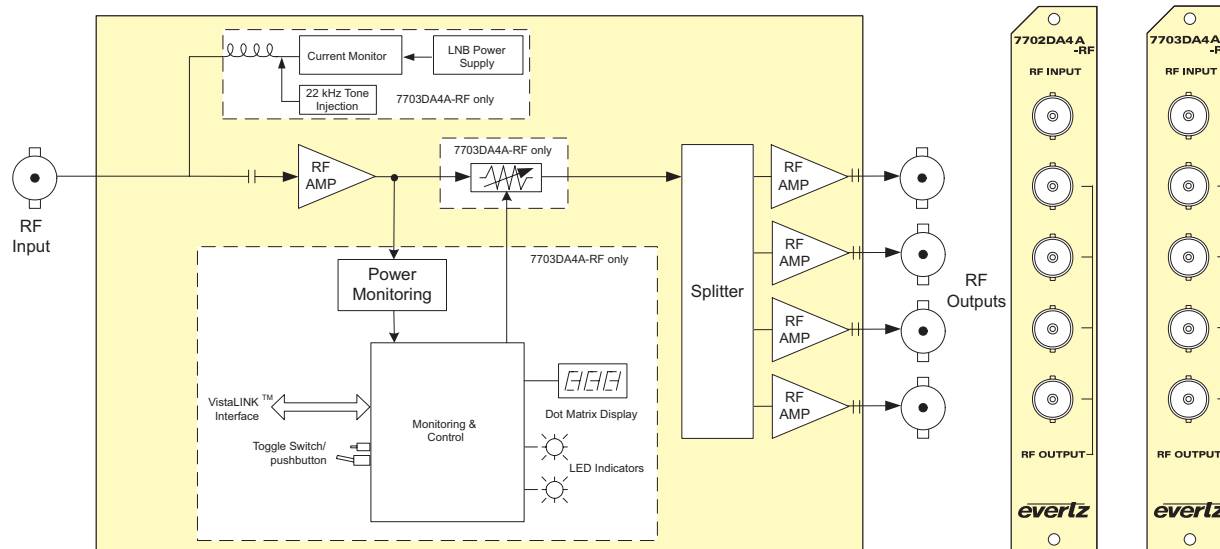 Current Monitor
LNB Power
Supply
22 kHz Tone
Injection
7703DA4A-RF only
RF
Input
RF
AMP
7703DA4A-RF only
7703DA4A-RF only
Power
Monitoring
Monitoring &
Control
VistaLINK ™
Interface
Toggle Switch/
pushbutton
Dot Matrix Display
LED Indicators
Splitter
RF
AMP
RF
AMP
RF
AMP
RF
AMP
RF
Outputs
7702DA4A
-RF
RF INPUT
RF OUTPUT
everlz
7703DA4A
-R
RF INPUT
RF OUTPUT
everlz